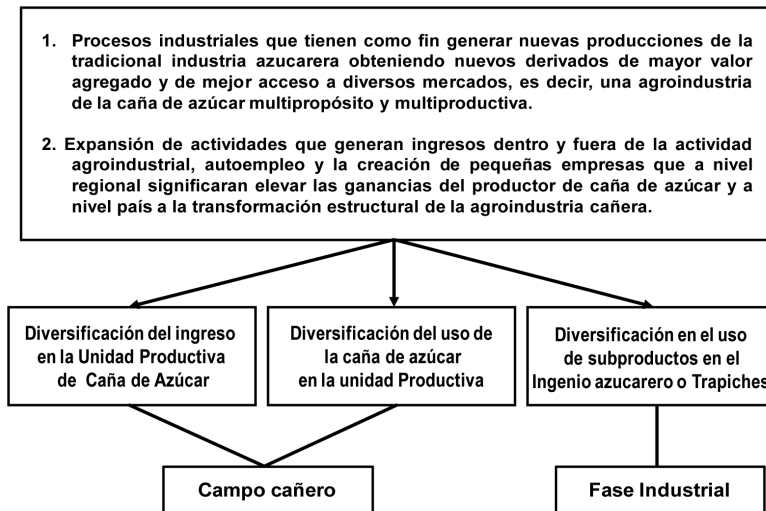 1. Procesos industriales que tienen como fin generar nuevas producciones de la
tradicional industria azucarera obteniendo nuevos derivados de mayor valor
agregado y de mejor acceso a diversos mercados, es decir, una agroindustria
de la caña de azúcar multipropósito y multiproductiva.
2. Expansión de actividades que generan ingresos dentro y fuera de la actividad
agroindustrial, autoempleo y la creación de pequeñas empresas que a nivel
regional significaran elevar las ganancias del productor de caña de azúcar y a
nivel país a la transformación estructural de la agroindustria cañera.
Diversificación del ingreso
en la Unidad Productiva
de Caña de Azúcar
Diversificación del uso de
la caña de azúcar
en la unidad Productiva
Diversificación en el uso
de subproductos en el
Ingenio azucarero o Trapiches
Campo cañero
Fase Industrial